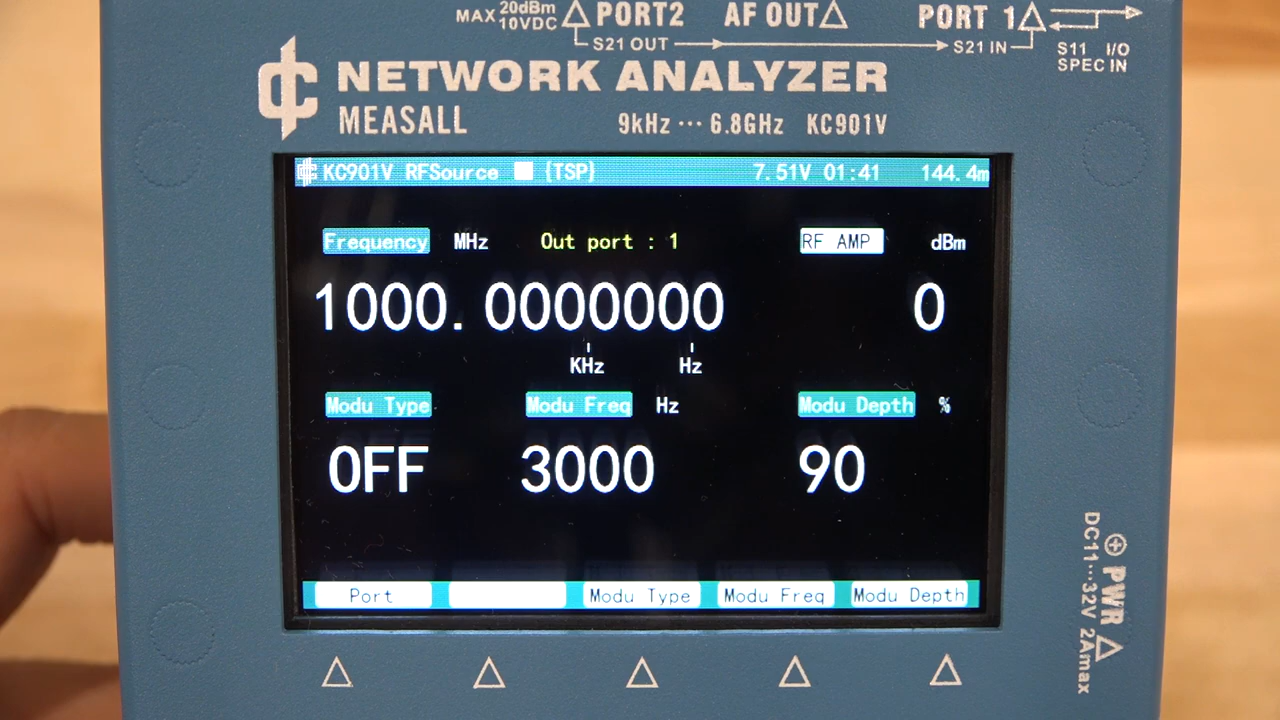 MAX 20dBm 10VDC PORT2 AF OUT PORT 1
S21 OUT S21 IN S11 I/O
SPEC IN
NETWORK ANALYZER
MEASALL 9kHz ··· 6.8GHz KC901V
KC901V RFSource (TSP) 7.51V 01:41 144.4m
Frequency MHz Out port : 1 RF AMP dBm
1000.0000000 0
KHz Hz
Modu Type Modu Freq Hz Modu Depth %
OFF 3000 90
Port Modu Type Modu Freq Modu Depth
PWR
DC11···32V 2Amax